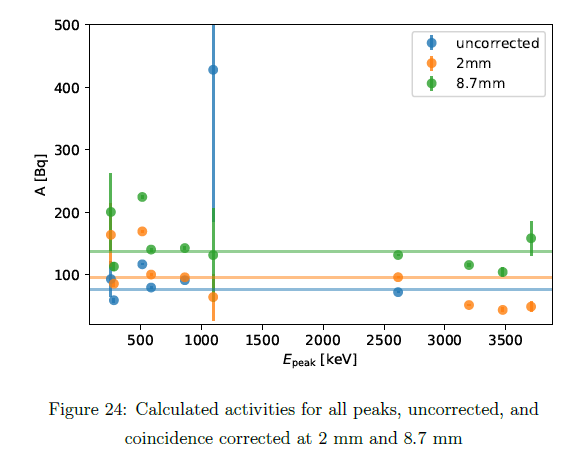 500
400
300
200
100
A [Bq]
uncorrected
2mm
8.7mm
500 1000 1500 2000 2500 3000 3500
E_peak [keV]
Figure 24: Calculated activities for all peaks, uncorrected, and
coincidence corrected at 2 mm and 8.7 mm